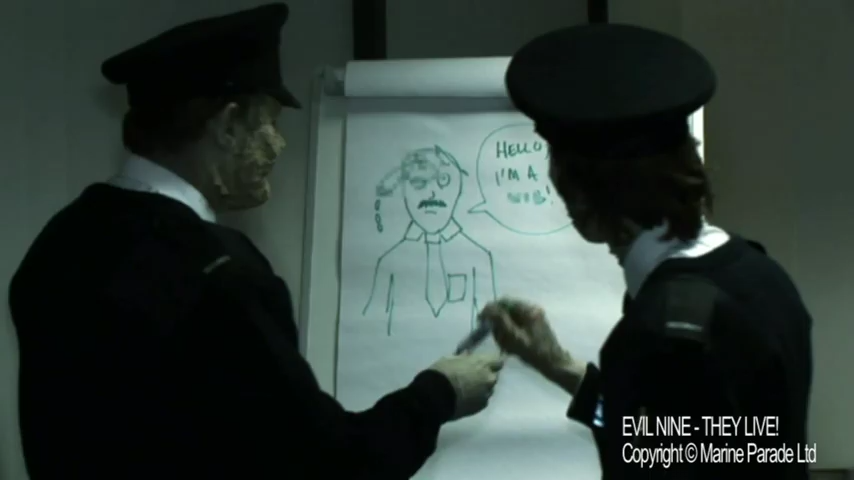 HELLO,
I'M A
EVIL NINE - THEY LIVE!
Copyright © Marine Parade Ltd